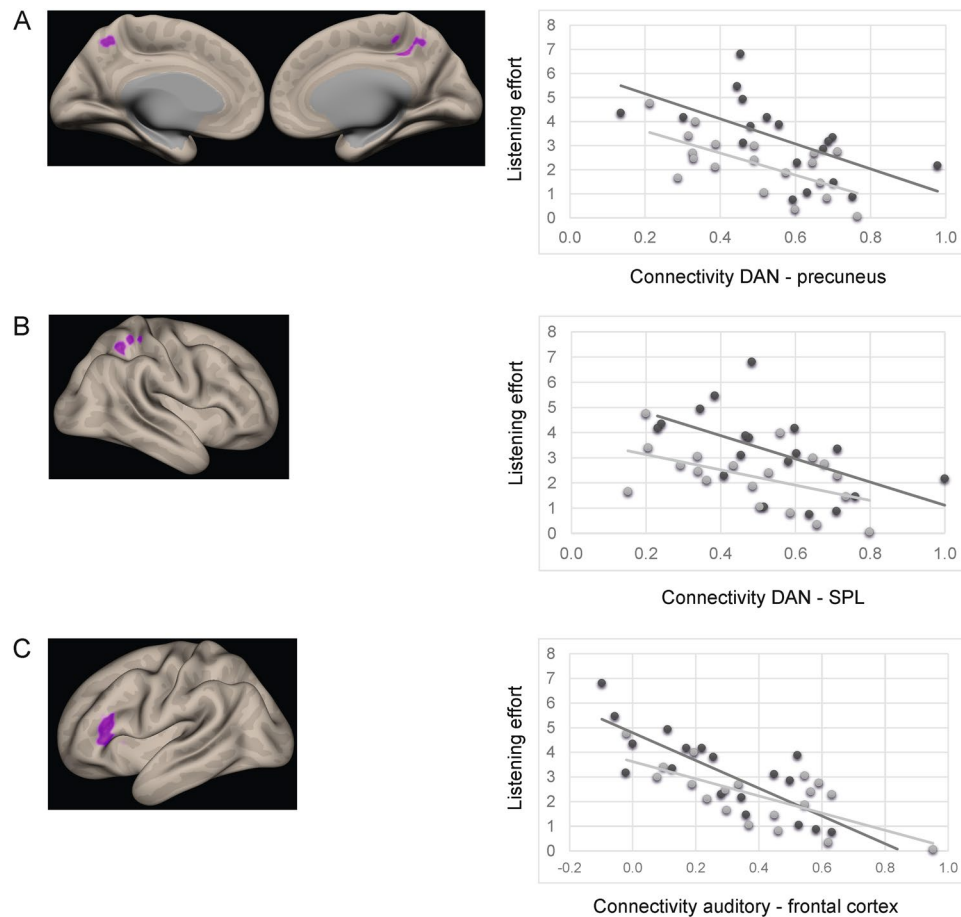 A
Listening effort
8
7
6
5
4
3
2
1
0
0.0 0.2 0.4 0.6 0.8 1.0
Connectivity DAN - precuneus
B
Listening effort
8
7
6
5
4
3
2
1
0
0.0 0.2 0.4 0.6 0.8 1.0
Connectivity DAN - SPL
C
Listening effort
8
7
6
5
4
3
2
1
0
-0.2 0.0 0.2 0.4 0.6 0.8 1.0
Connectivity auditory - frontal cortex